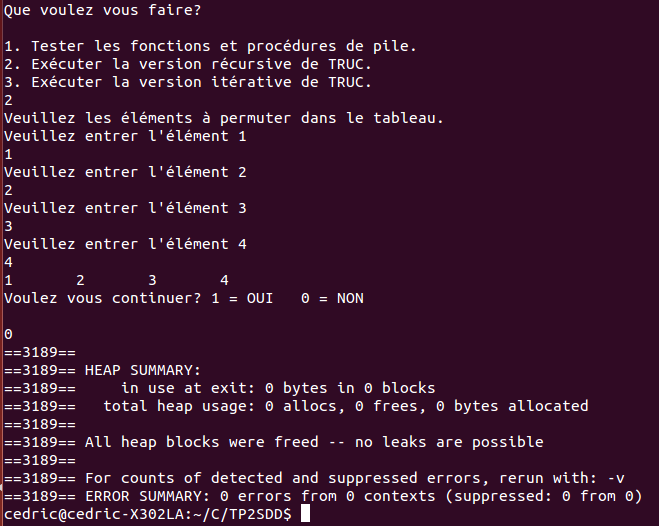 Que voulez vous faire?
1. Tester les fonctions et procédures de pile.
2. Exécuter la version récursive de TRUC.
3. Exécuter la version itérative de TRUC.
2
Veuillez les éléments à permuter dans le tableau.
Veuillez entrer l'élément 1
1
Veuillez entrer l'élément 2
2
Veuillez entrer l'élément 3
3
Veuillez entrer l'élément 4
4
1       2       3       4
Voulez vous continuer? 1 = OUI   0 = NON
0
==3189==
==3189== HEAP SUMMARY:
==3189==     in use at exit: 0 bytes in 0 blocks
==3189==   total heap usage: 0 allocs, 0 frees, 0 bytes allocated
==3189==
==3189== All heap blocks were freed -- no leaks are possible
==3189==
==3189== For counts of detected and suppressed errors, rerun with: -v
==3189== ERROR SUMMARY: 0 errors from 0 contexts (suppressed: 0 from 0)
cedric@cedric-X302LA:~/C/TP2SDD$